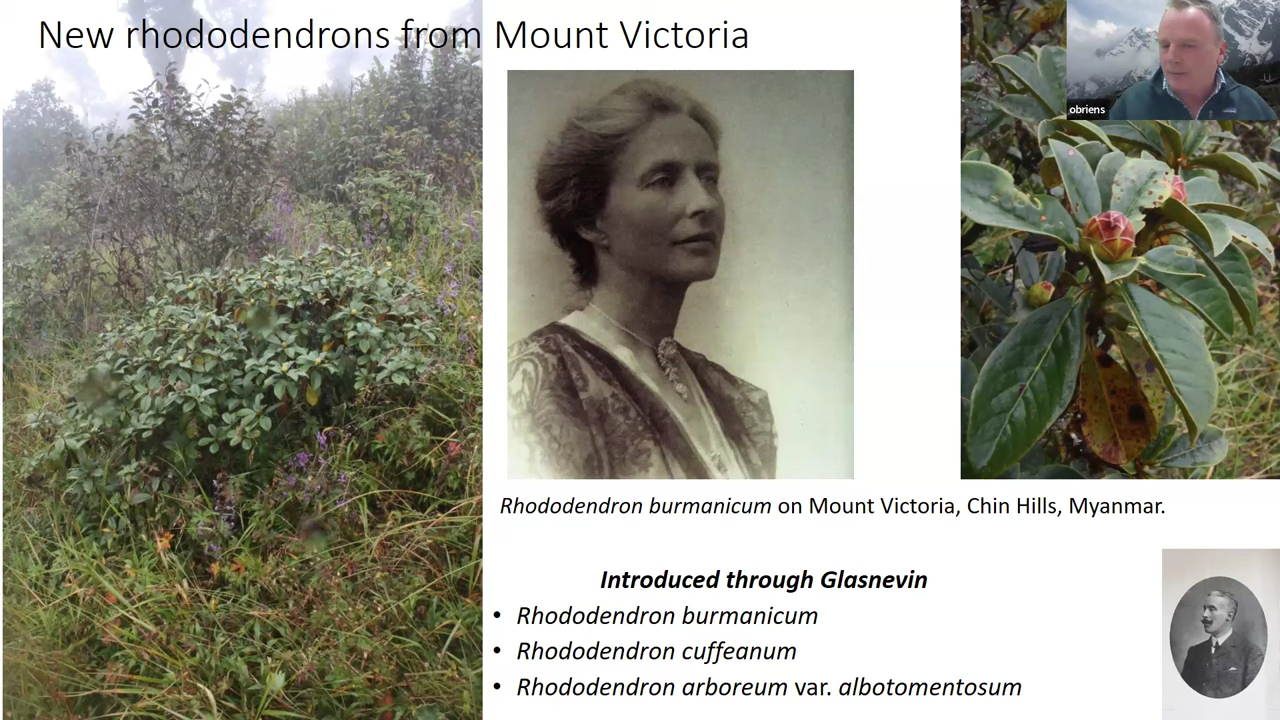 New rhododendrons from Mount Victoria
obriens
Rhododendron burmanicum on Mount Victoria, Chin Hills, Myanmar.
Introduced through Glasnevin
• Rhododendron burmanicum
• Rhododendron cuffeanum
• Rhododendron arboreum var. albotomentosum